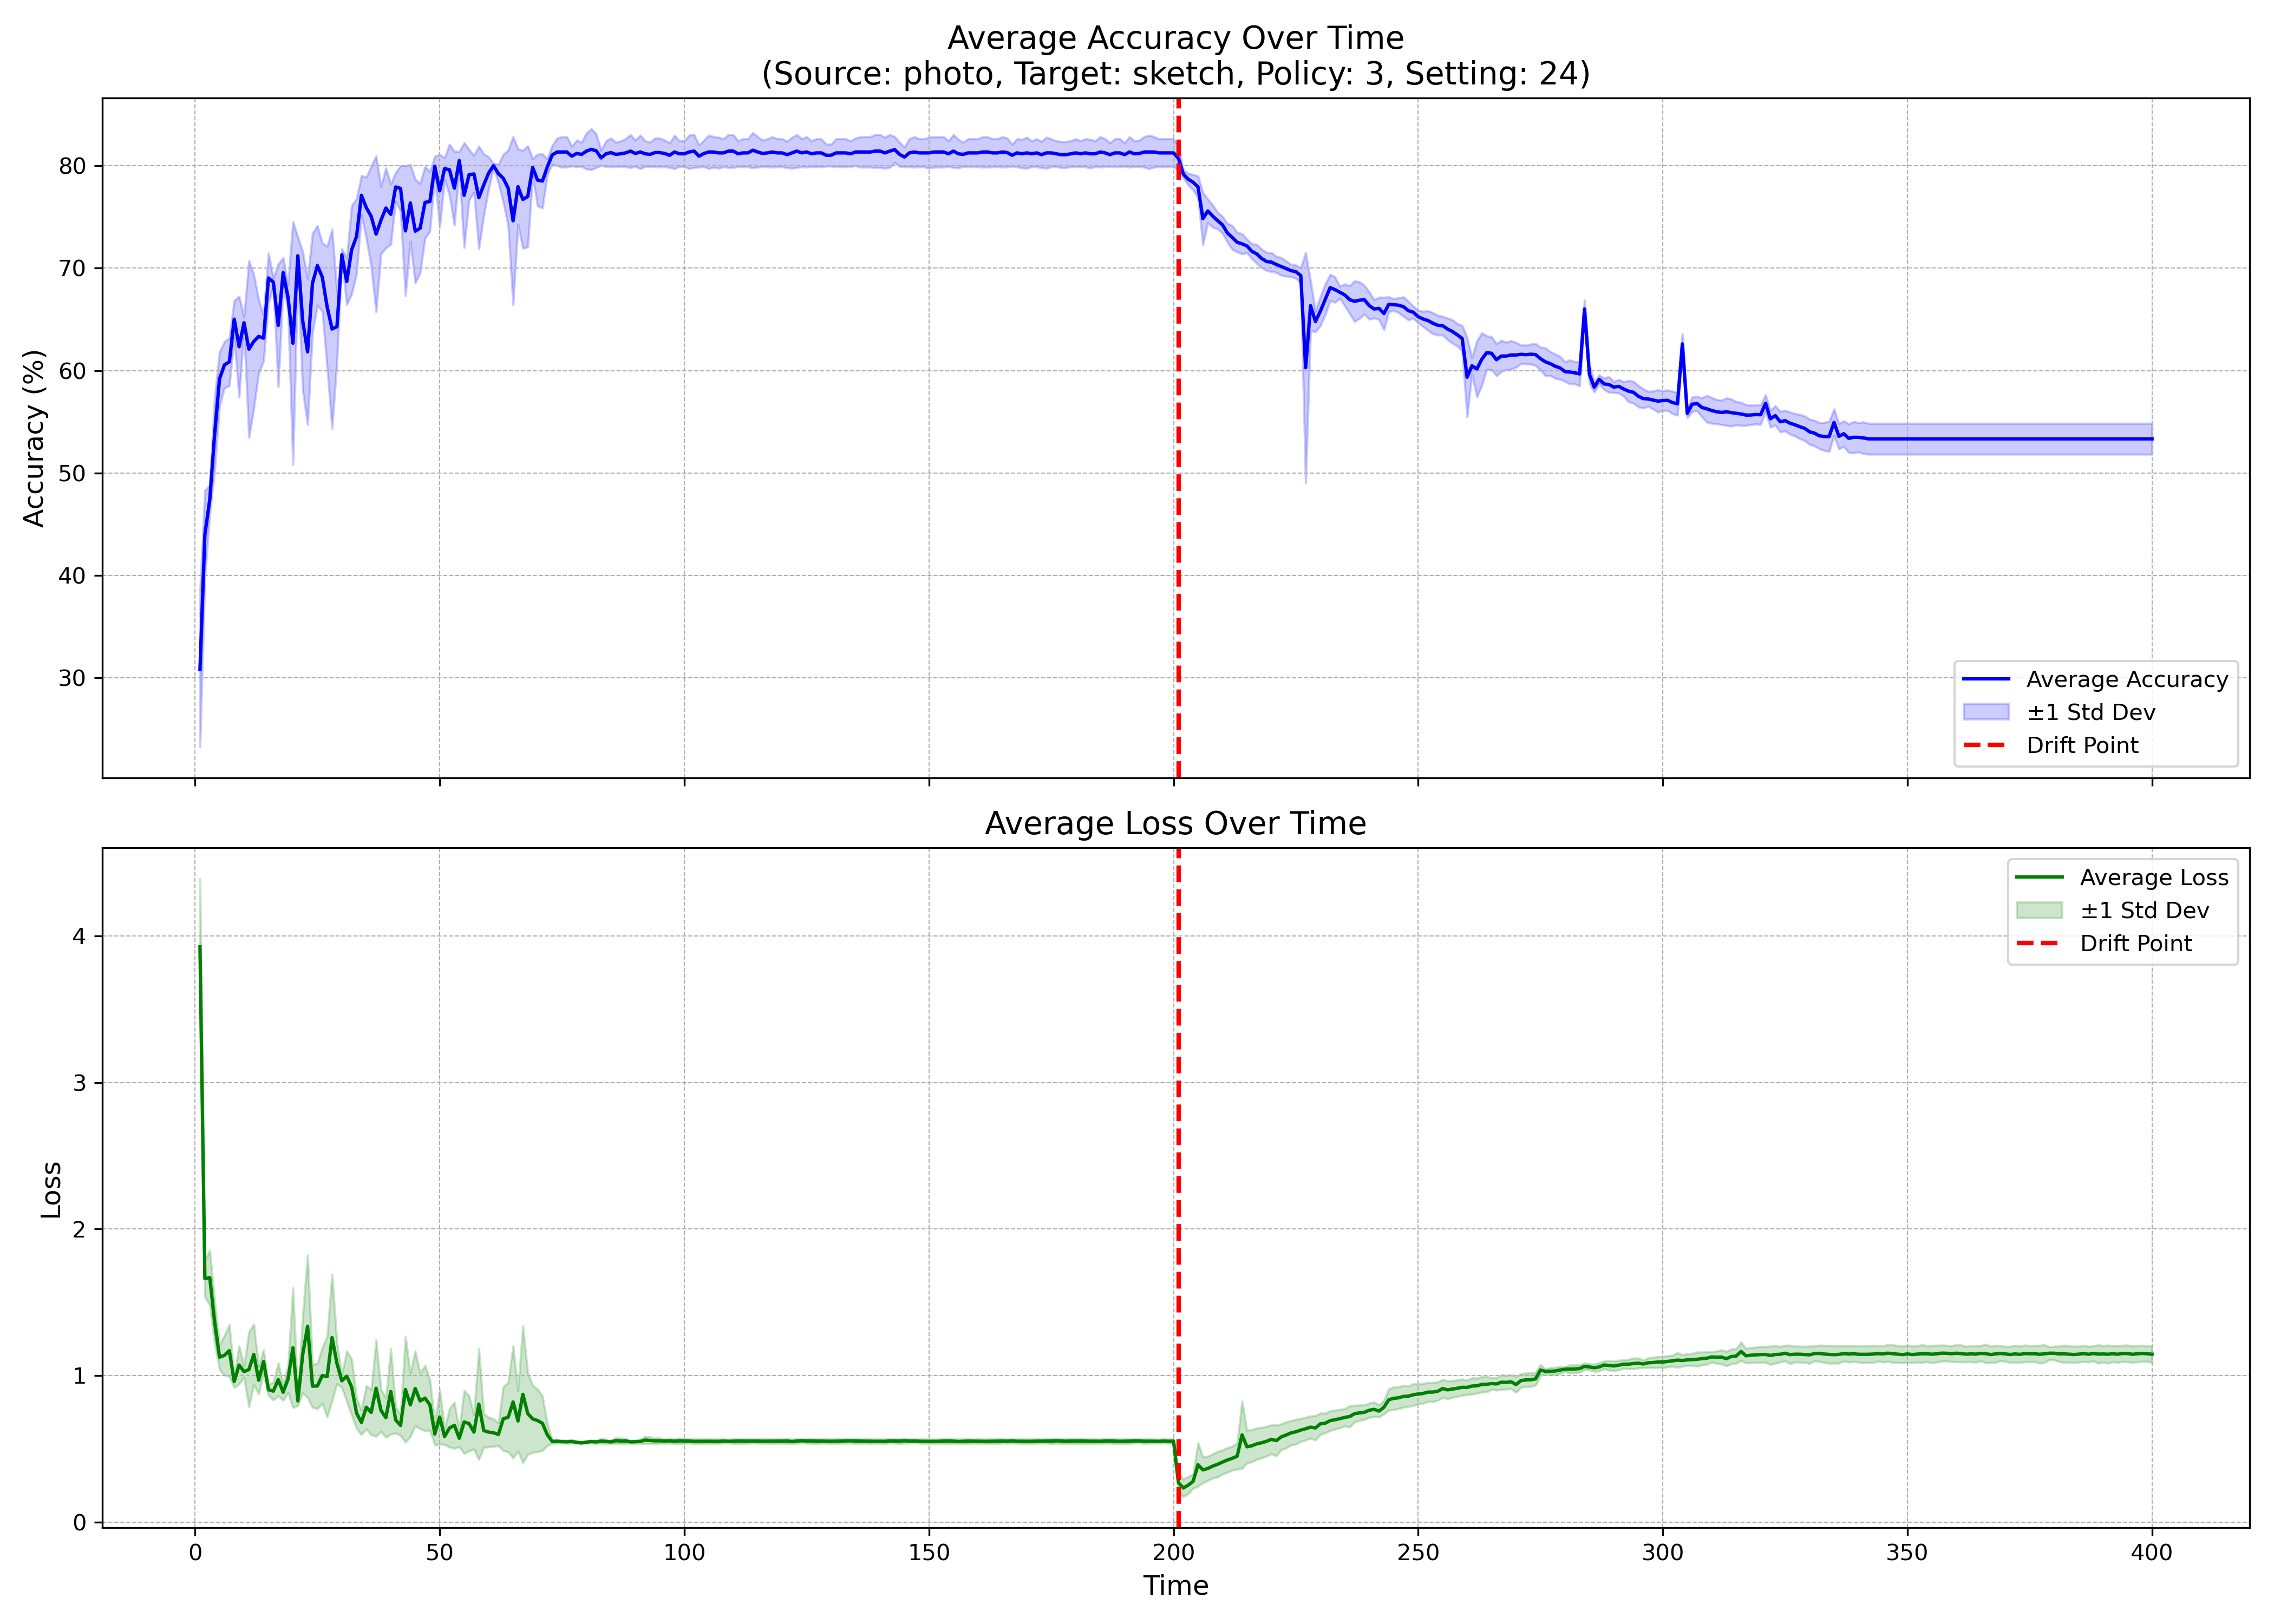 Average Accuracy Over Time
(Source: photo, Target: sketch, Policy: 3, Setting: 24)
Accuracy (%)
80
70
60
50
40
30
Average Accuracy
±1 Std Dev
Drift Point
Average Loss Over Time
Loss
4
3
2
1
0
Average Loss
±1 Std Dev
Drift Point
0 50 100 150 200 250 300 350 400
Time